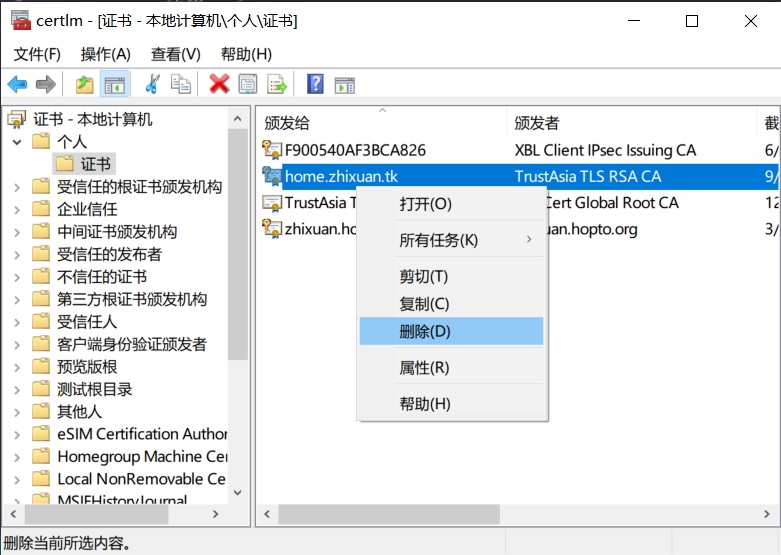 certlm - [证书 - 本地计算机\个人\证书]
文件(F) 操作(A) 查看(V) 帮助(H)
证书 - 本地计算机
个人
证书
受信任的根证书颁发机构
企业信任
中间证书颁发机构
受信任的发布者
不信任的证书
第三方根证书颁发机构
受信任人
客户端身份验证颁发者
预览版根
测试根目录
其他人
eSIM Certification Author
Homegroup Machine Cer
Local NonRemovable Ce
MSIEHistoryJournal
颁发给 颁发者 截
F900540AF3BCA826 XBL Client IPsec Issuing CA 6/
home.zhixuan.tk TrustAsia TLS RSA CA 9/
TrustAsia T Cert Global Root CA 12
zhixuan.ho uan.hopto.org 3/
打开(O)
所有任务(K)
剪切(T)
复制(C)
删除(D)
属性(R)
帮助(H)
删除当前所选内容。